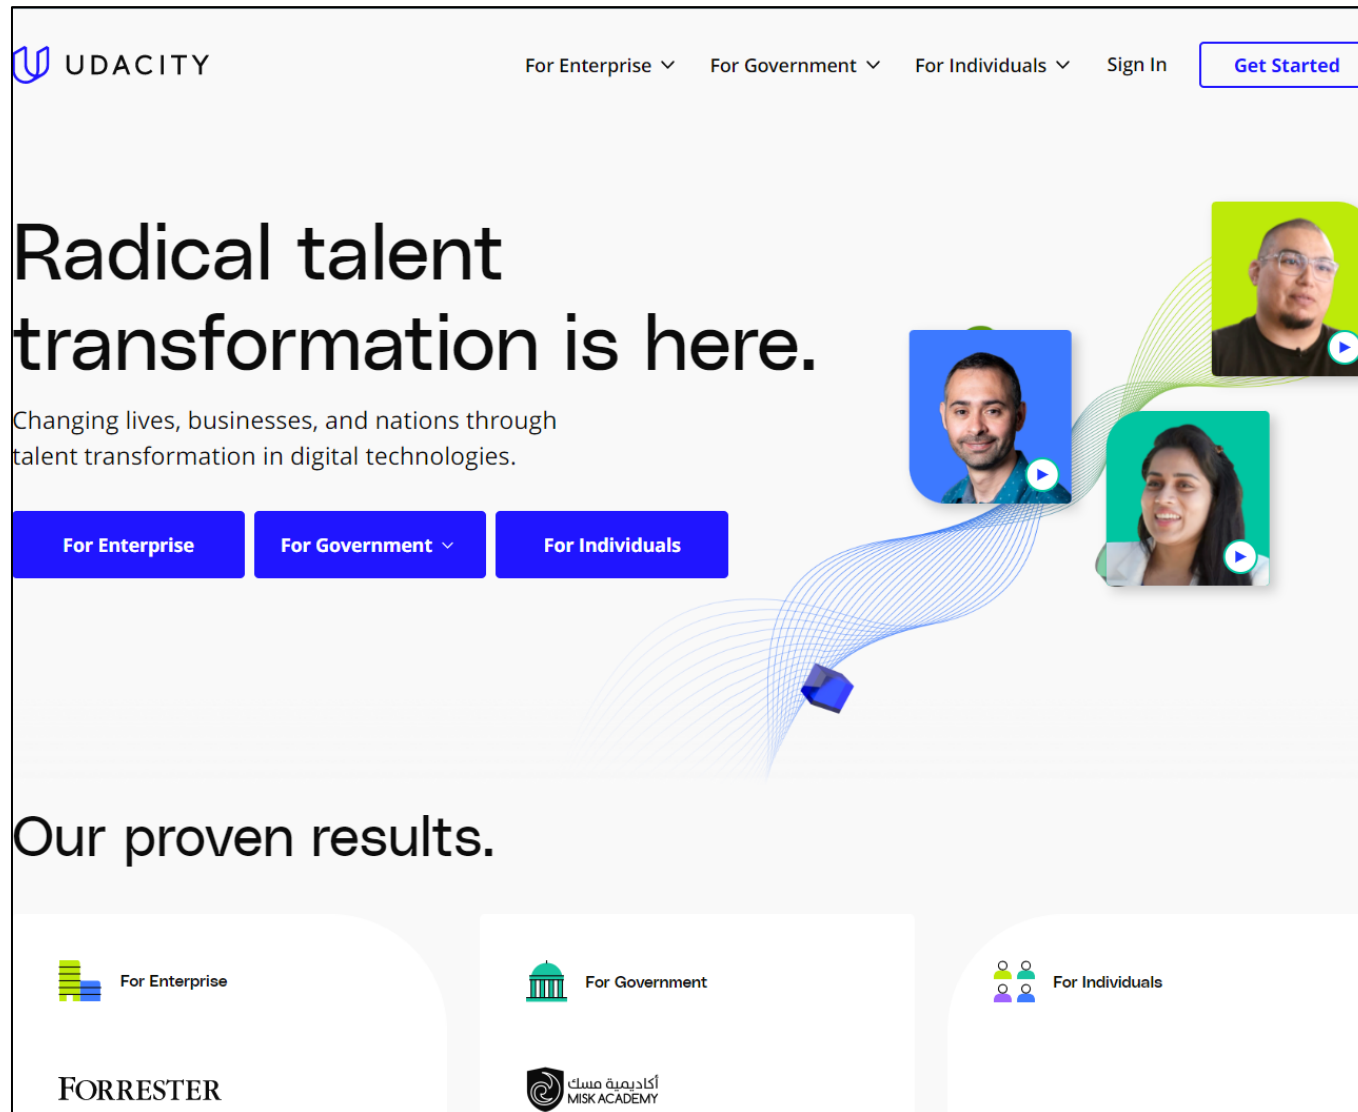 UDACITY
For Enterprise
For Government
For Individuals
Sign In
Get Started
Radical talent
transformation is here.
Changing lives, businesses, and nations through
talent transformation in digital technologies.
For Enterprise
For Government
For Individuals
Our proven results.
For Enterprise
For Government
For Individuals
FORRESTER
أكاديمية مسك
MISK ACADEMY